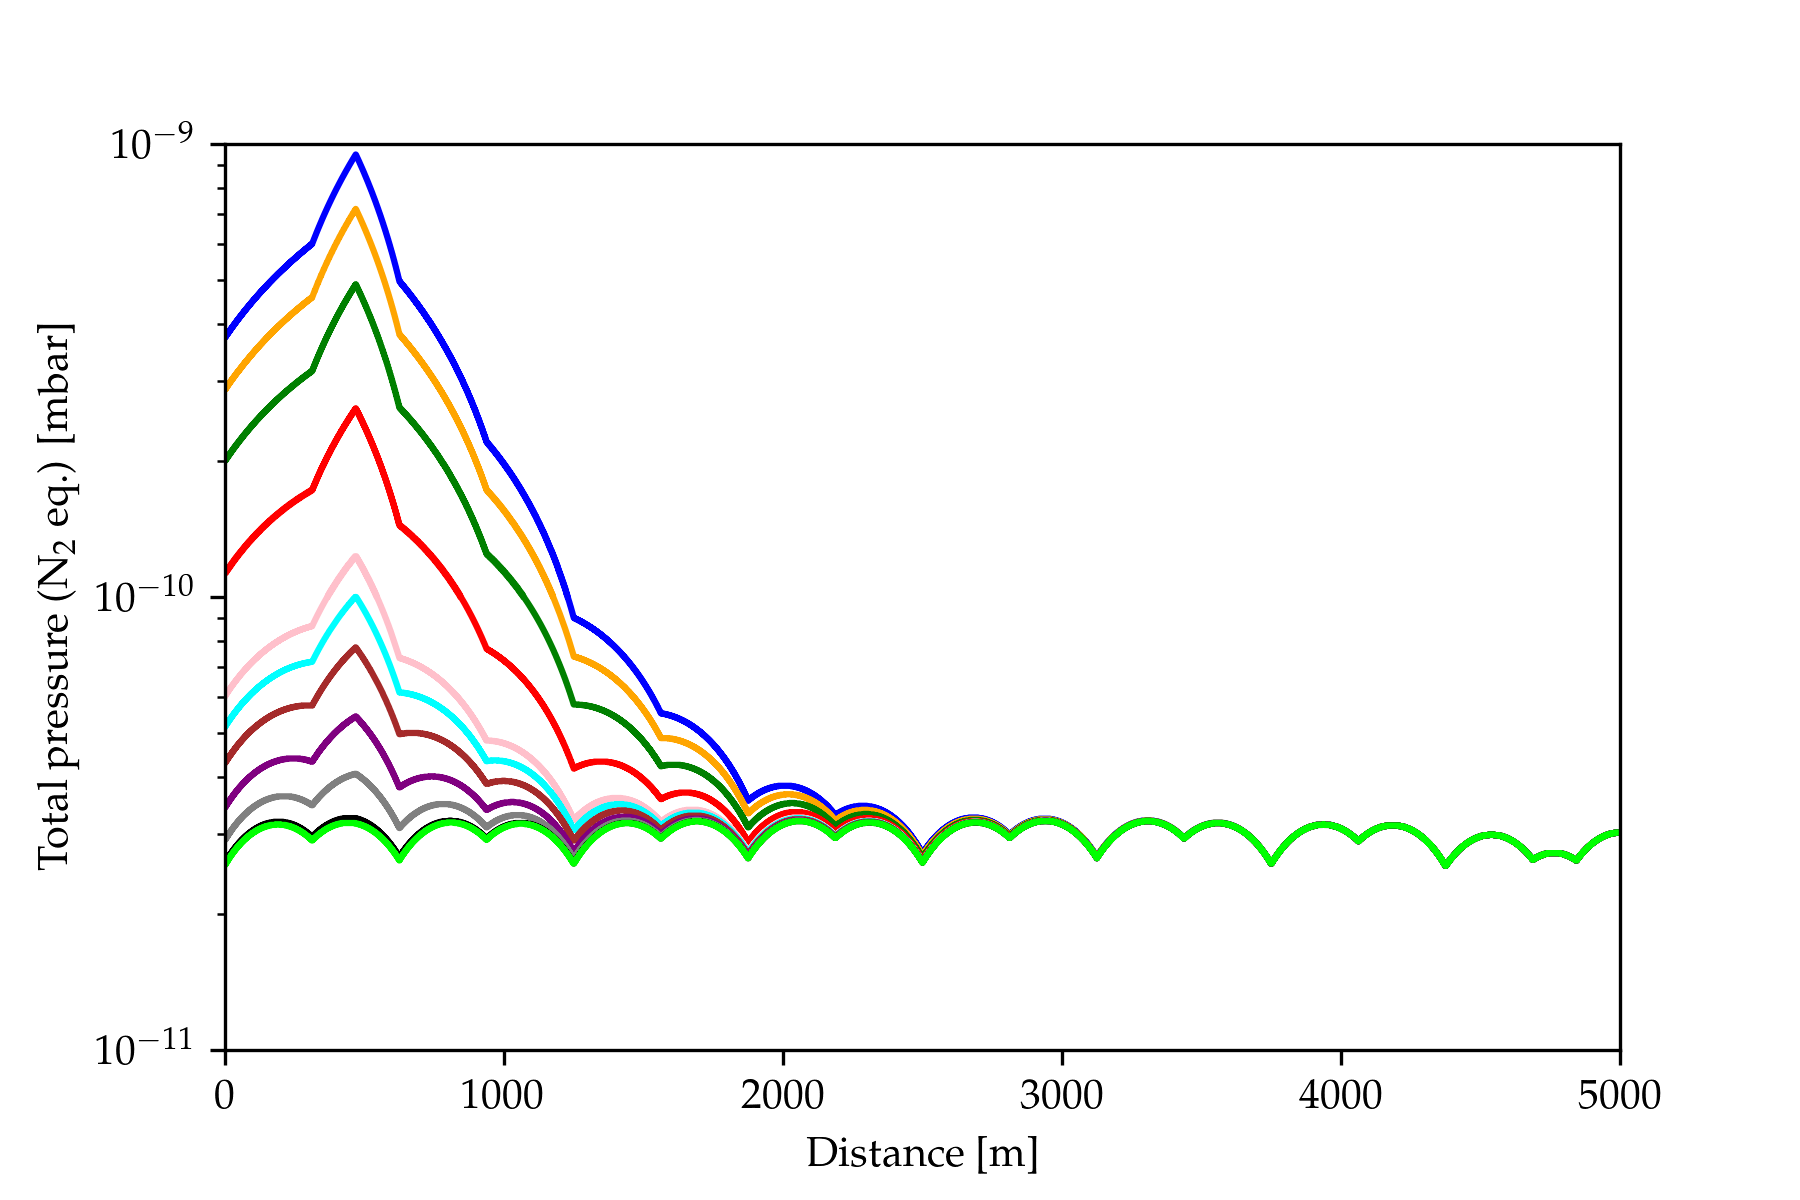 10⁻⁹
10⁻¹⁰
10⁻¹¹
Total pressure (N₂ eq.) [mbar]
0 1000 2000 3000 4000 5000
Distance [m]